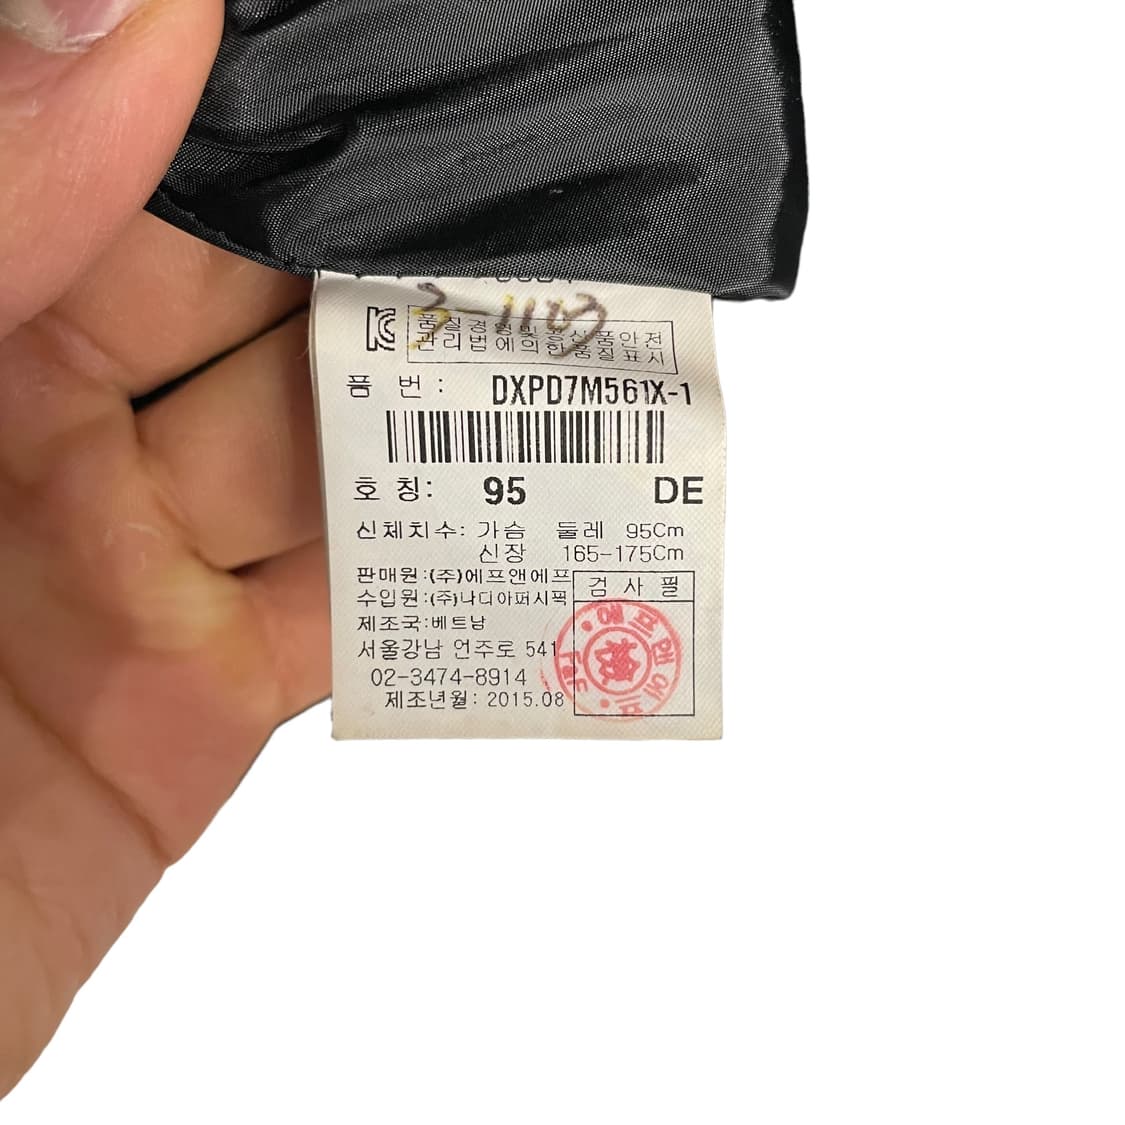 3-1103
품질경영및공산품안전
관리법에의한품질표시
품 번 : DXPD7M561X-1
호 칭: 95 DE
신체치수: 가슴 둘레 95Cm
신장 165-175Cm
판매원:(주)에프앤에프
수입원:(주)나디아퍼시픽
검 사 필
제조국:베트남
서울강남 언주로 541
02-3474-8914
제조년월: 2015.08